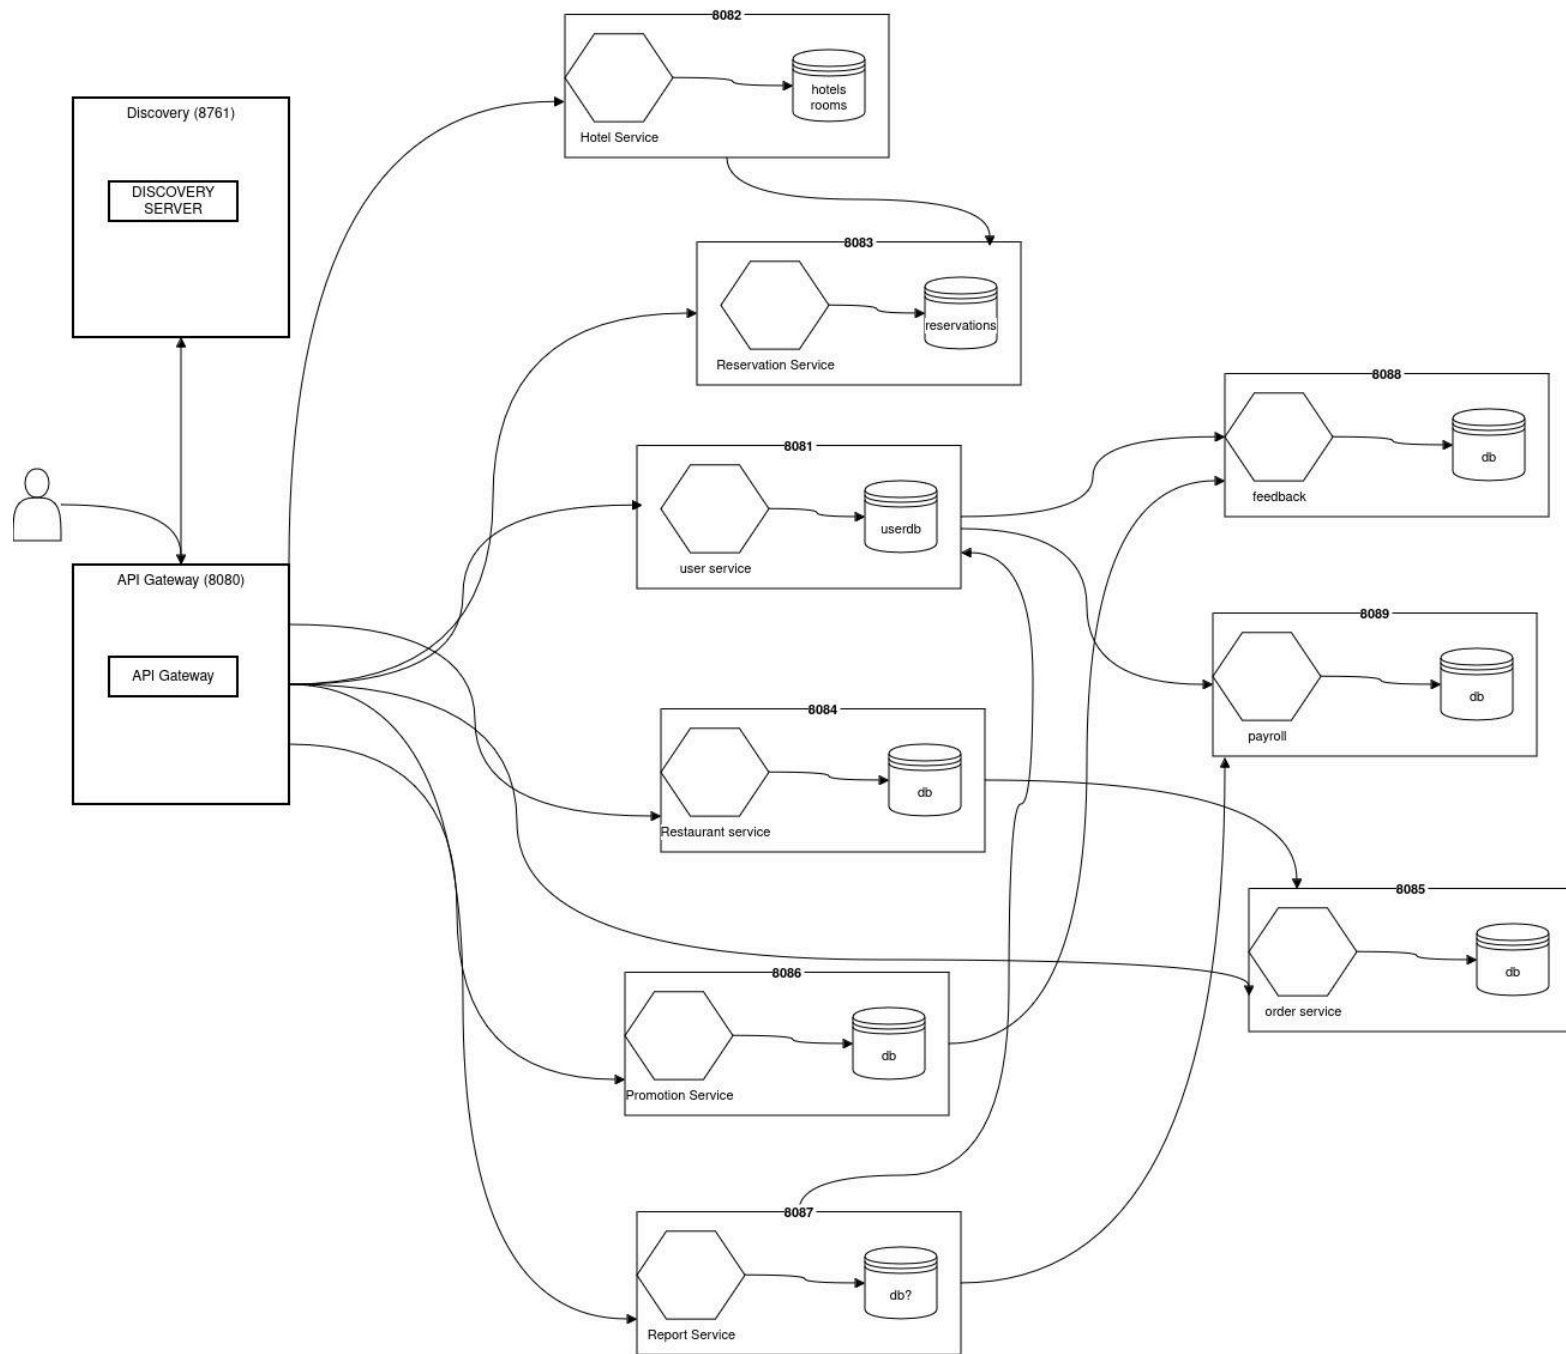 8082
hotels
rooms
Hotel Service
Discovery (8761)
DISCOVERY
SERVER
8083
reservations
Reservation Service
8088
db
feedback
8081
userdb
user service
API Gateway (8080)
API Gateway
8089
db
payroll
8084
db
Restaurant service
8085
db
order service
8086
db
Promotion Service
8087
db?
Report Service